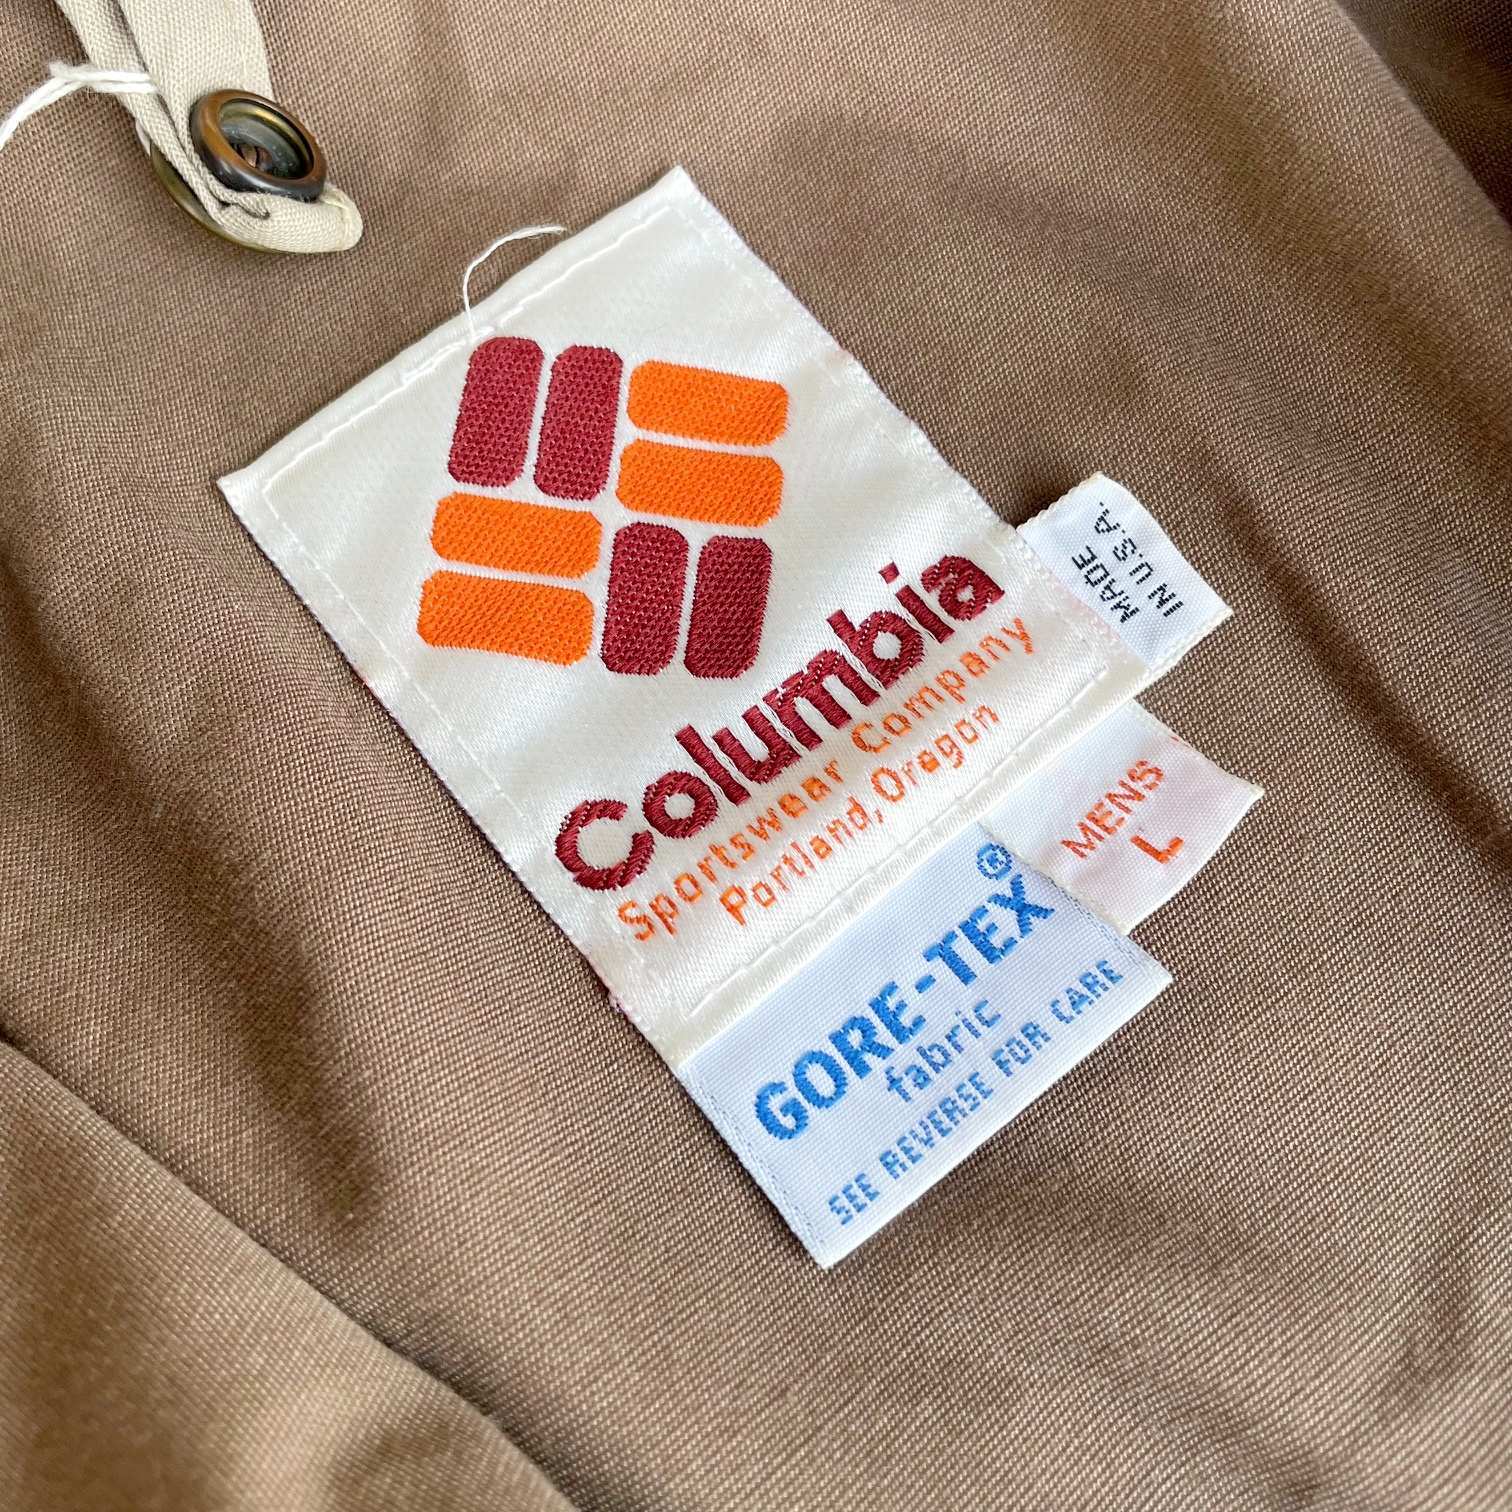 Columbia
Sportswear Company
Portland, Oregon
MADE
IN U.S.A.
MENS
L
GORE-TEX®
fabric
SEE REVERSE FOR CARE